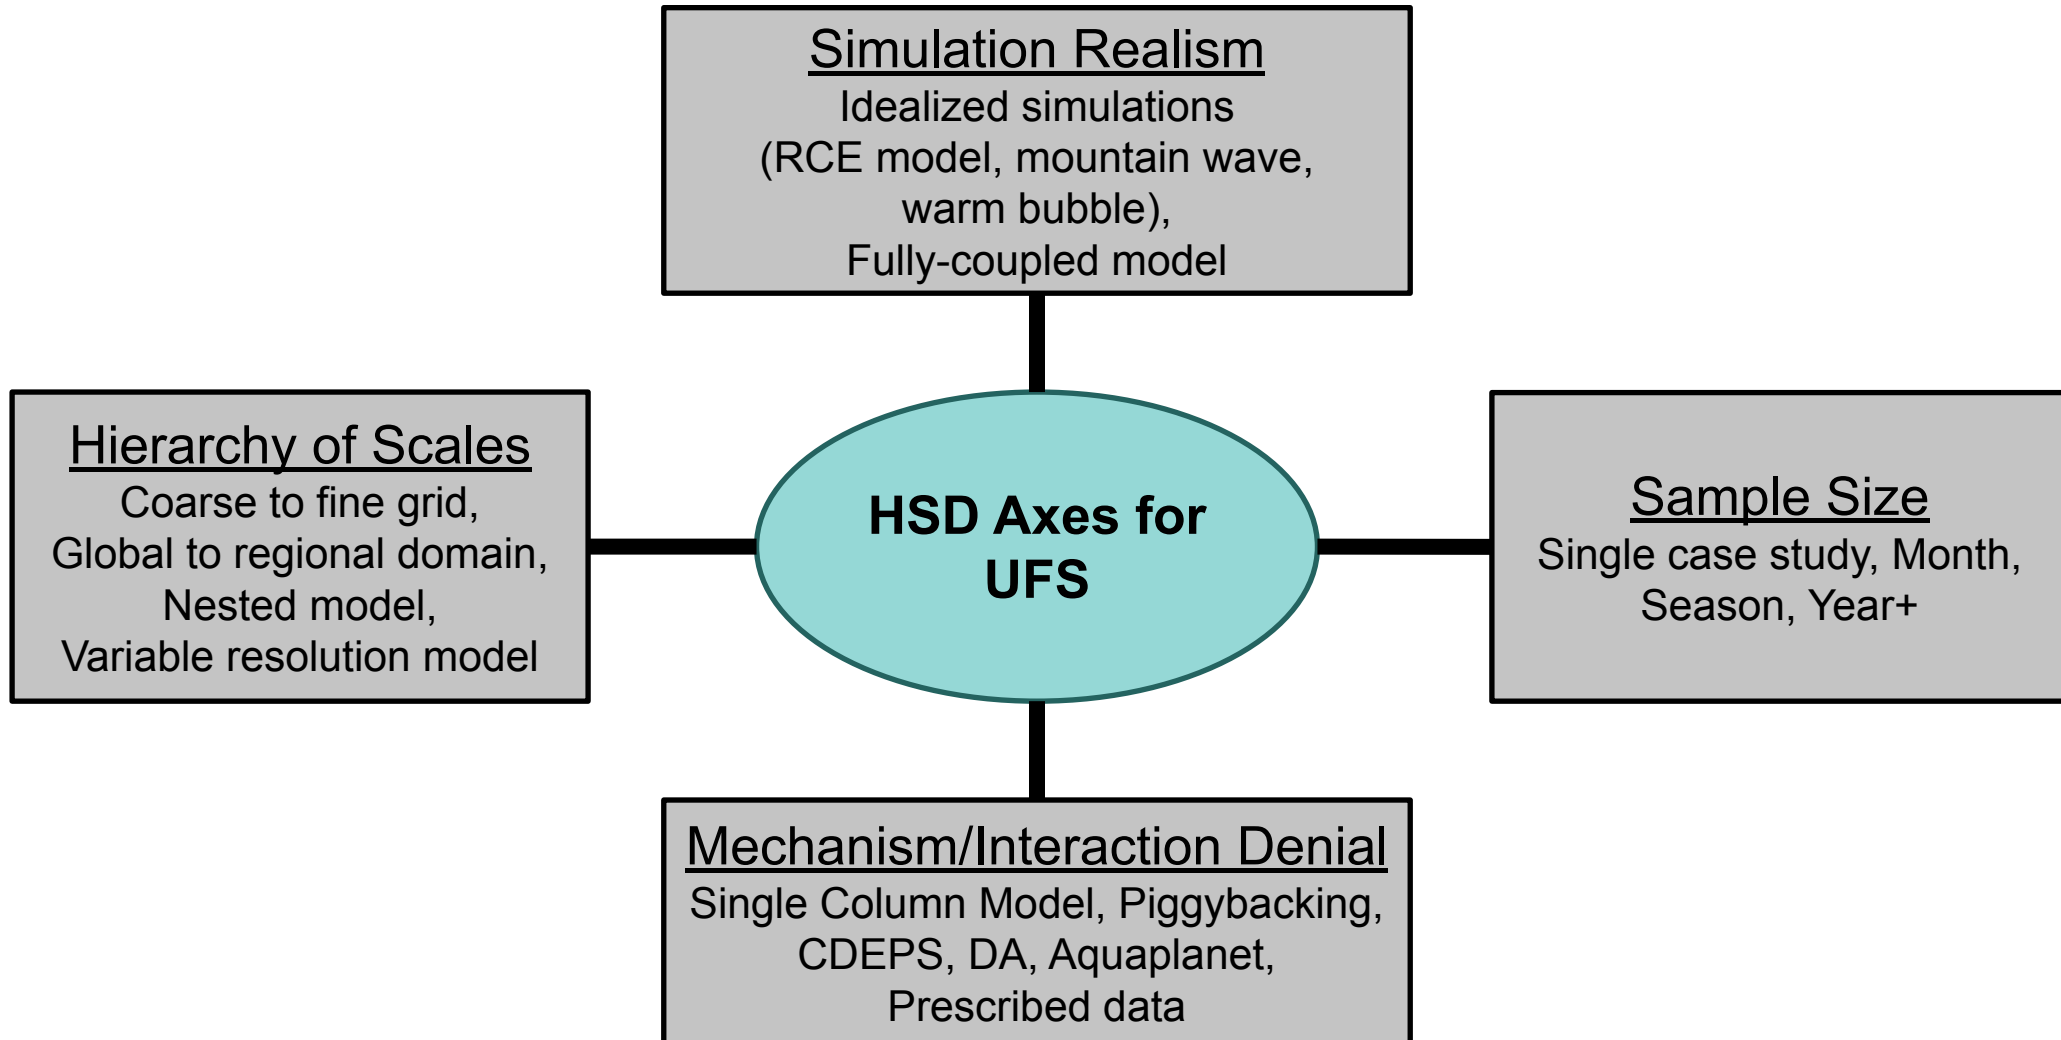 Simulation Realism
Idealized simulations
(RCE model, mountain wave,
warm bubble),
Fully-coupled model
Hierarchy of Scales
Coarse to fine grid,
Global to regional domain,
Nested model,
Variable resolution model
HSD Axes for
UFS
Sample Size
Single case study, Month,
Season, Year+
Mechanism/Interaction Denial
Single Column Model, Piggybacking,
CDEPS, DA, Aquaplanet,
Prescribed data